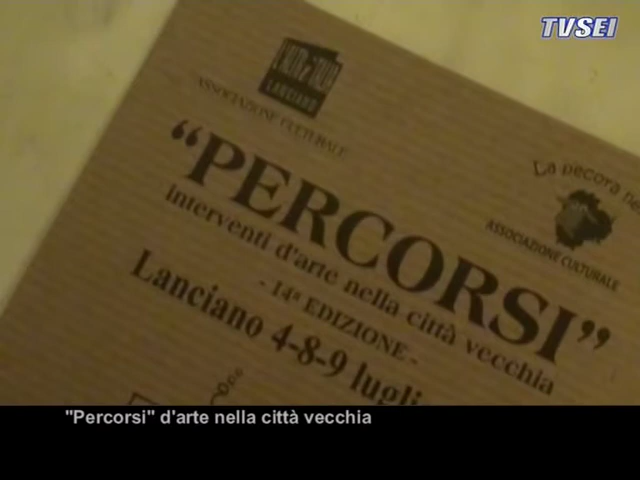 TVSEI
LANCIANO
ASSOCIAZIONE CULTURALE
La pecora
ASSOCIAZIONE CULTURALE
“PERCORSI”
interventi d'arte nella città vecchia
- 14ª EDIZIONE -
Lanciano 4-8-9 lugli
"Percorsi" d'arte nella città vecchia